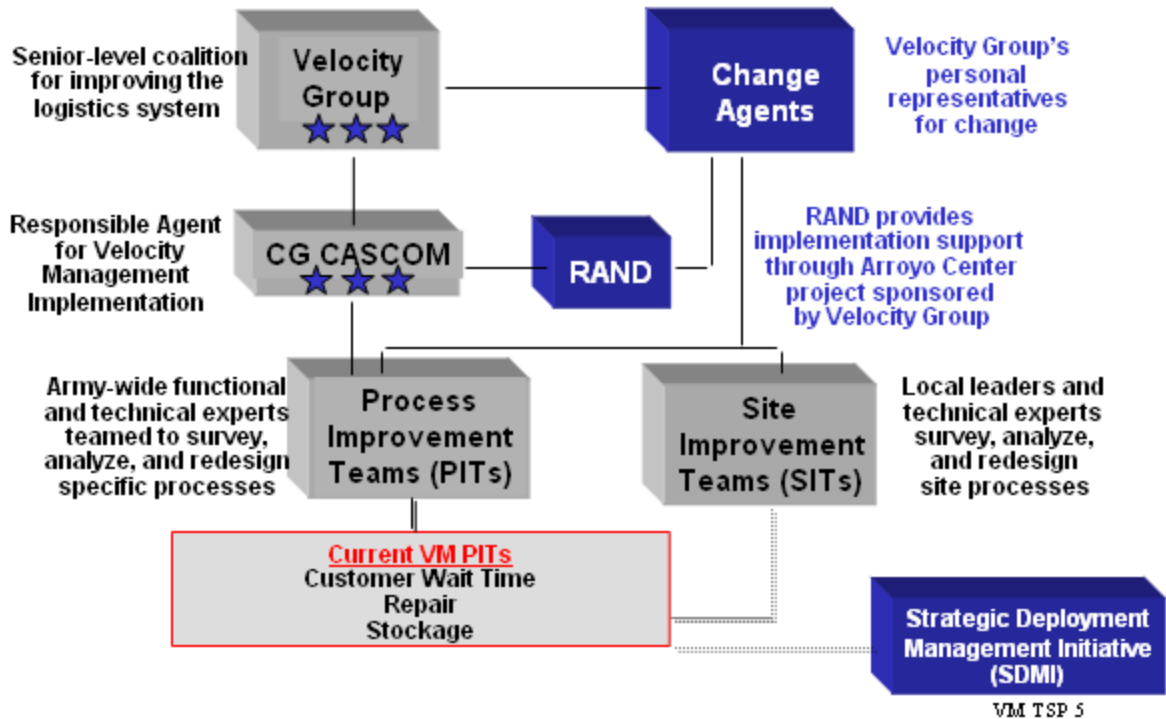 Senior-level coalition
for improving the
logistics system
Velocity
Group
Change
Agents
Velocity Group's
personal
representatives
for change
Responsible Agent
for Velocity
Management
Implementation
CG CASCOM
RAND
RAND provides
implementation support
through Arroyo Center
project sponsored
by Velocity Group
Army-wide functional
and technical experts
teamed to survey,
analyze, and redesign
specific processes
Process
Improvement
Teams (PITs)
Site
Improvement
Teams (SITs)
Local leaders and
technical experts
survey, analyze,
and redesign
site processes
Current VM PITs
Customer Wait Time
Repair
Stockage
Strategic Deployment
Management Initiative
(SDMI)
VM TSP 5